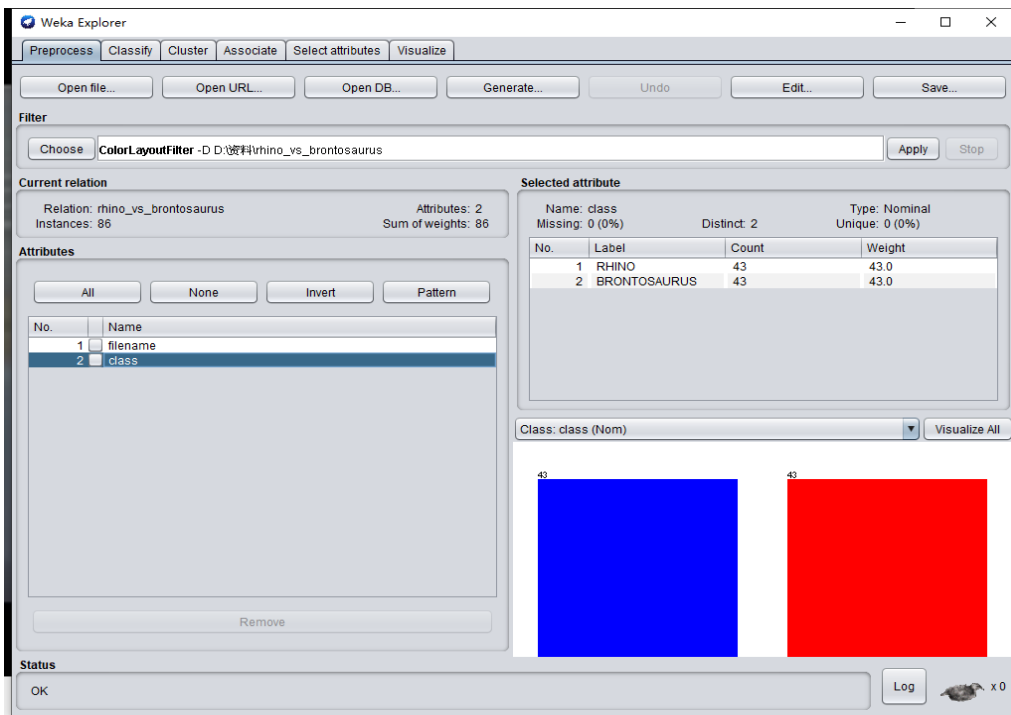 Weka Explorer
Preprocess Classify Cluster Associate Select attributes Visualize
Open file... Open URL... Open DB... Generate... Undo Edit... Save...
Filter
Choose ColorLayoutFilter -D D:\资料\rhino_vs_brontosaurus Apply Stop
Current relation
Relation: rhino_vs_brontosaurus Attributes: 2
Instances: 86 Sum of weights: 86
Attributes
All None Invert Pattern
No. Name
1 filename
2 class
Remove
Selected attribute
Name: class Type: Nominal
Missing: 0 (0%) Distinct: 2 Unique: 0 (0%)
No. Label Count Weight
1 RHINO 43 43.0
2 BRONTOSAURUS 43 43.0
Class: class (Nom) Visualize All
43 43
Status
OK Log x 0